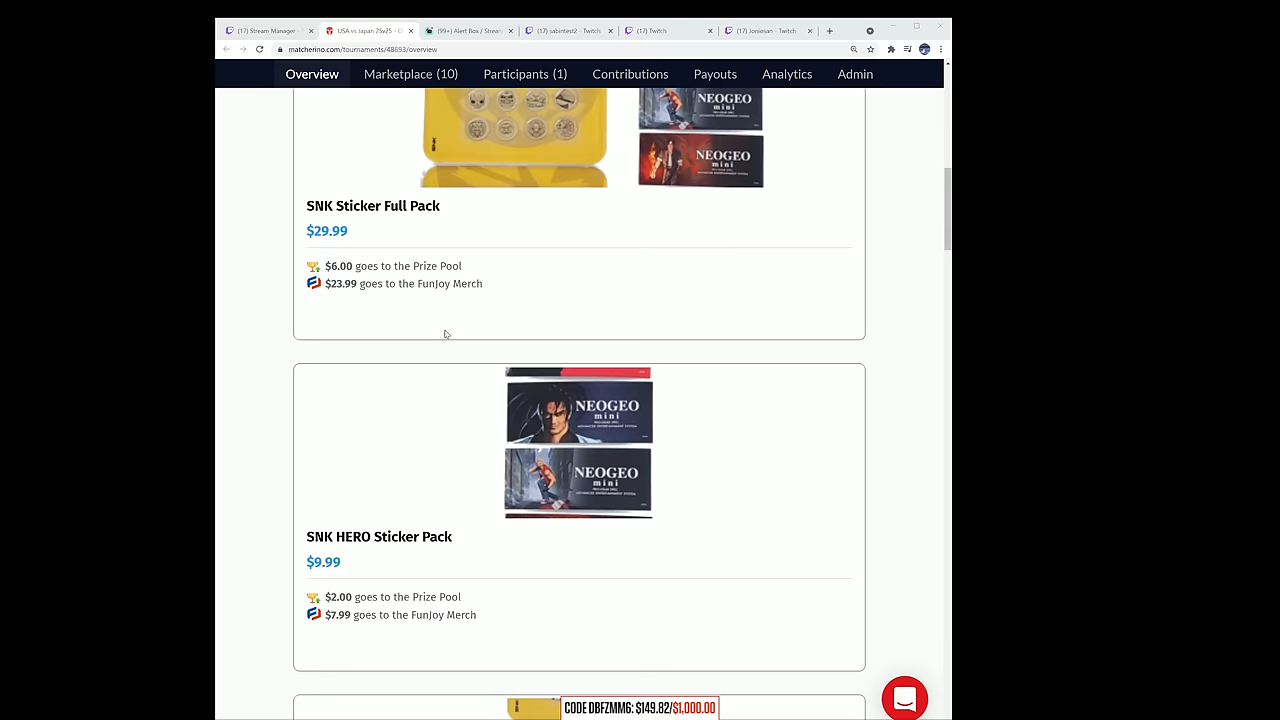 (17) Stream Manager -
USA vs Japan 25v25 - O
(99+) Alert Box / Stream
(17) sabintest2 - Twitch
(17) Twitch
(17) Joniosan - Twitch
matcherino.com/tournaments/48693/overview
Overview
Marketplace (10)
Participants (1)
Contributions
Payouts
Analytics
Admin
NEOGEO
mini
NEOGEO
mini
SNK Sticker Full Pack
$29.99
$6.00 goes to the Prize Pool
$23.99 goes to the FunJoy Merch
NEOGEO
mini
NEOGEO
mini
SNK HERO Sticker Pack
$9.99
$2.00 goes to the Prize Pool
$7.99 goes to the FunJoy Merch
CODE DBFZMM6: $149.82/$1,000.00